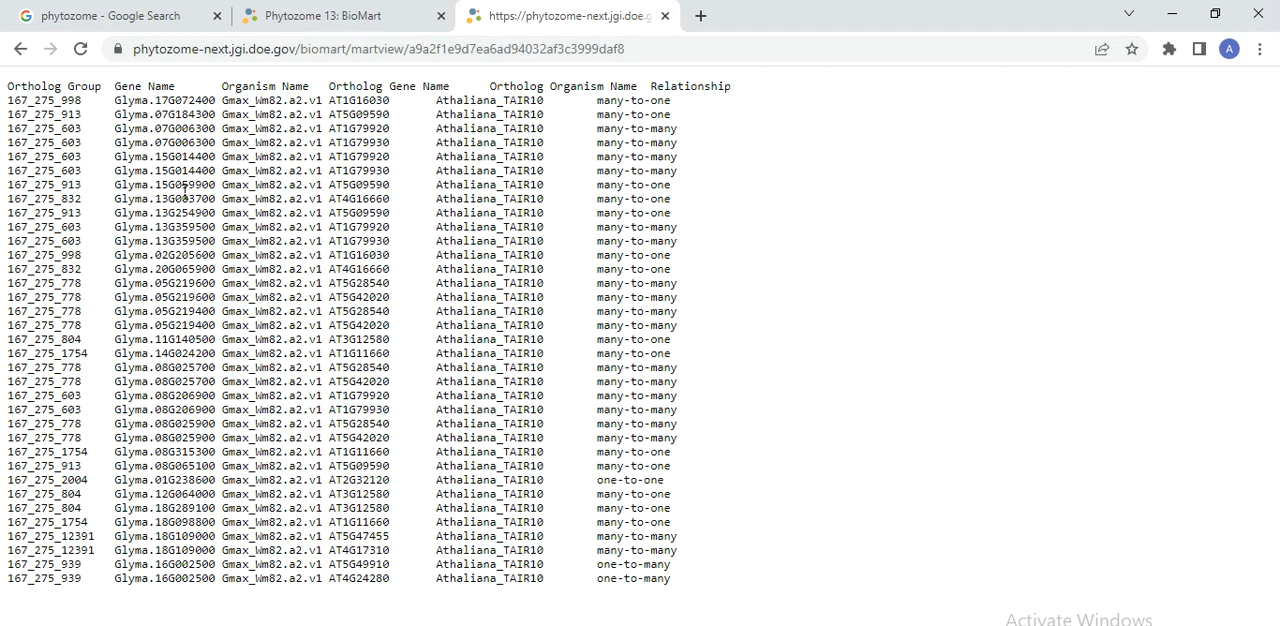 phytozome - Google Search
Phytozome 13: BioMart
https://phytozome-next.jgi.doe.g
phytozome-next.jgi.doe.gov/biomart/martview/a9a2f1e9d7ea6ad94032af3c3999daf8
A
Ortholog Group Gene Name Organism Name Ortholog Gene Name Ortholog Organism Name Relationship
167_275_998 Glyma.17G072400 Gmax_Wm82.a2.v1 AT1G16030 Athaliana_TAIR10 many-to-one
167_275_913 Glyma.07G184300 Gmax_Wm82.a2.v1 AT5G09590 Athaliana_TAIR10 many-to-one
167_275_603 Glyma.07G006300 Gmax_Wm82.a2.v1 AT1G79920 Athaliana_TAIR10 many-to-many
167_275_603 Glyma.07G006300 Gmax_Wm82.a2.v1 AT1G79930 Athaliana_TAIR10 many-to-many
167_275_603 Glyma.15G014400 Gmax_Wm82.a2.v1 AT1G79920 Athaliana_TAIR10 many-to-many
167_275_603 Glyma.15G014400 Gmax_Wm82.a2.v1 AT1G79930 Athaliana_TAIR10 many-to-many
167_275_913 Glyma.15G059900 Gmax_Wm82.a2.v1 AT5G09590 Athaliana_TAIR10 many-to-one
167_275_832 Glyma.13G003700 Gmax_Wm82.a2.v1 AT4G16660 Athaliana_TAIR10 many-to-one
167_275_913 Glyma.13G254900 Gmax_Wm82.a2.v1 AT5G09590 Athaliana_TAIR10 many-to-one
167_275_603 Glyma.13G359500 Gmax_Wm82.a2.v1 AT1G79920 Athaliana_TAIR10 many-to-many
167_275_603 Glyma.13G359500 Gmax_Wm82.a2.v1 AT1G79930 Athaliana_TAIR10 many-to-many
167_275_998 Glyma.02G205600 Gmax_Wm82.a2.v1 AT1G16030 Athaliana_TAIR10 many-to-one
167_275_832 Glyma.20G065900 Gmax_Wm82.a2.v1 AT4G16660 Athaliana_TAIR10 many-to-one
167_275_778 Glyma.05G219600 Gmax_Wm82.a2.v1 AT5G28540 Athaliana_TAIR10 many-to-many
167_275_778 Glyma.05G219600 Gmax_Wm82.a2.v1 AT5G42020 Athaliana_TAIR10 many-to-many
167_275_778 Glyma.05G219400 Gmax_Wm82.a2.v1 AT5G28540 Athaliana_TAIR10 many-to-many
167_275_778 Glyma.05G219400 Gmax_Wm82.a2.v1 AT5G42020 Athaliana_TAIR10 many-to-many
167_275_804 Glyma.11G140500 Gmax_Wm82.a2.v1 AT3G12580 Athaliana_TAIR10 many-to-one
167_275_1754 Glyma.14G024200 Gmax_Wm82.a2.v1 AT1G11660 Athaliana_TAIR10 many-to-one
167_275_778 Glyma.08G025700 Gmax_Wm82.a2.v1 AT5G28540 Athaliana_TAIR10 many-to-many
167_275_778 Glyma.08G025700 Gmax_Wm82.a2.v1 AT5G42020 Athaliana_TAIR10 many-to-many
167_275_603 Glyma.08G206900 Gmax_Wm82.a2.v1 AT1G79920 Athaliana_TAIR10 many-to-many
167_275_603 Glyma.08G206900 Gmax_Wm82.a2.v1 AT1G79930 Athaliana_TAIR10 many-to-many
167_275_778 Glyma.08G025900 Gmax_Wm82.a2.v1 AT5G28540 Athaliana_TAIR10 many-to-many
167_275_778 Glyma.08G025900 Gmax_Wm82.a2.v1 AT5G42020 Athaliana_TAIR10 many-to-many
167_275_1754 Glyma.08G315300 Gmax_Wm82.a2.v1 AT1G11660 Athaliana_TAIR10 many-to-one
167_275_913 Glyma.08G065100 Gmax_Wm82.a2.v1 AT5G09590 Athaliana_TAIR10 many-to-one
167_275_2004 Glyma.01G238600 Gmax_Wm82.a2.v1 AT2G32120 Athaliana_TAIR10 one-to-one
167_275_804 Glyma.12G064000 Gmax_Wm82.a2.v1 AT3G12580 Athaliana_TAIR10 many-to-one
167_275_804 Glyma.18G289100 Gmax_Wm82.a2.v1 AT3G12580 Athaliana_TAIR10 many-to-one
167_275_1754 Glyma.18G098800 Gmax_Wm82.a2.v1 AT1G11660 Athaliana_TAIR10 many-to-one
167_275_12391 Glyma.18G109000 Gmax_Wm82.a2.v1 AT5G47455 Athaliana_TAIR10 many-to-many
167_275_12391 Glyma.18G109000 Gmax_Wm82.a2.v1 AT4G17310 Athaliana_TAIR10 many-to-many
167_275_939 Glyma.16G002500 Gmax_Wm82.a2.v1 AT5G49910 Athaliana_TAIR10 one-to-many
167_275_939 Glyma.16G002500 Gmax_Wm82.a2.v1 AT4G24280 Athaliana_TAIR10 one-to-many
Activate Windows